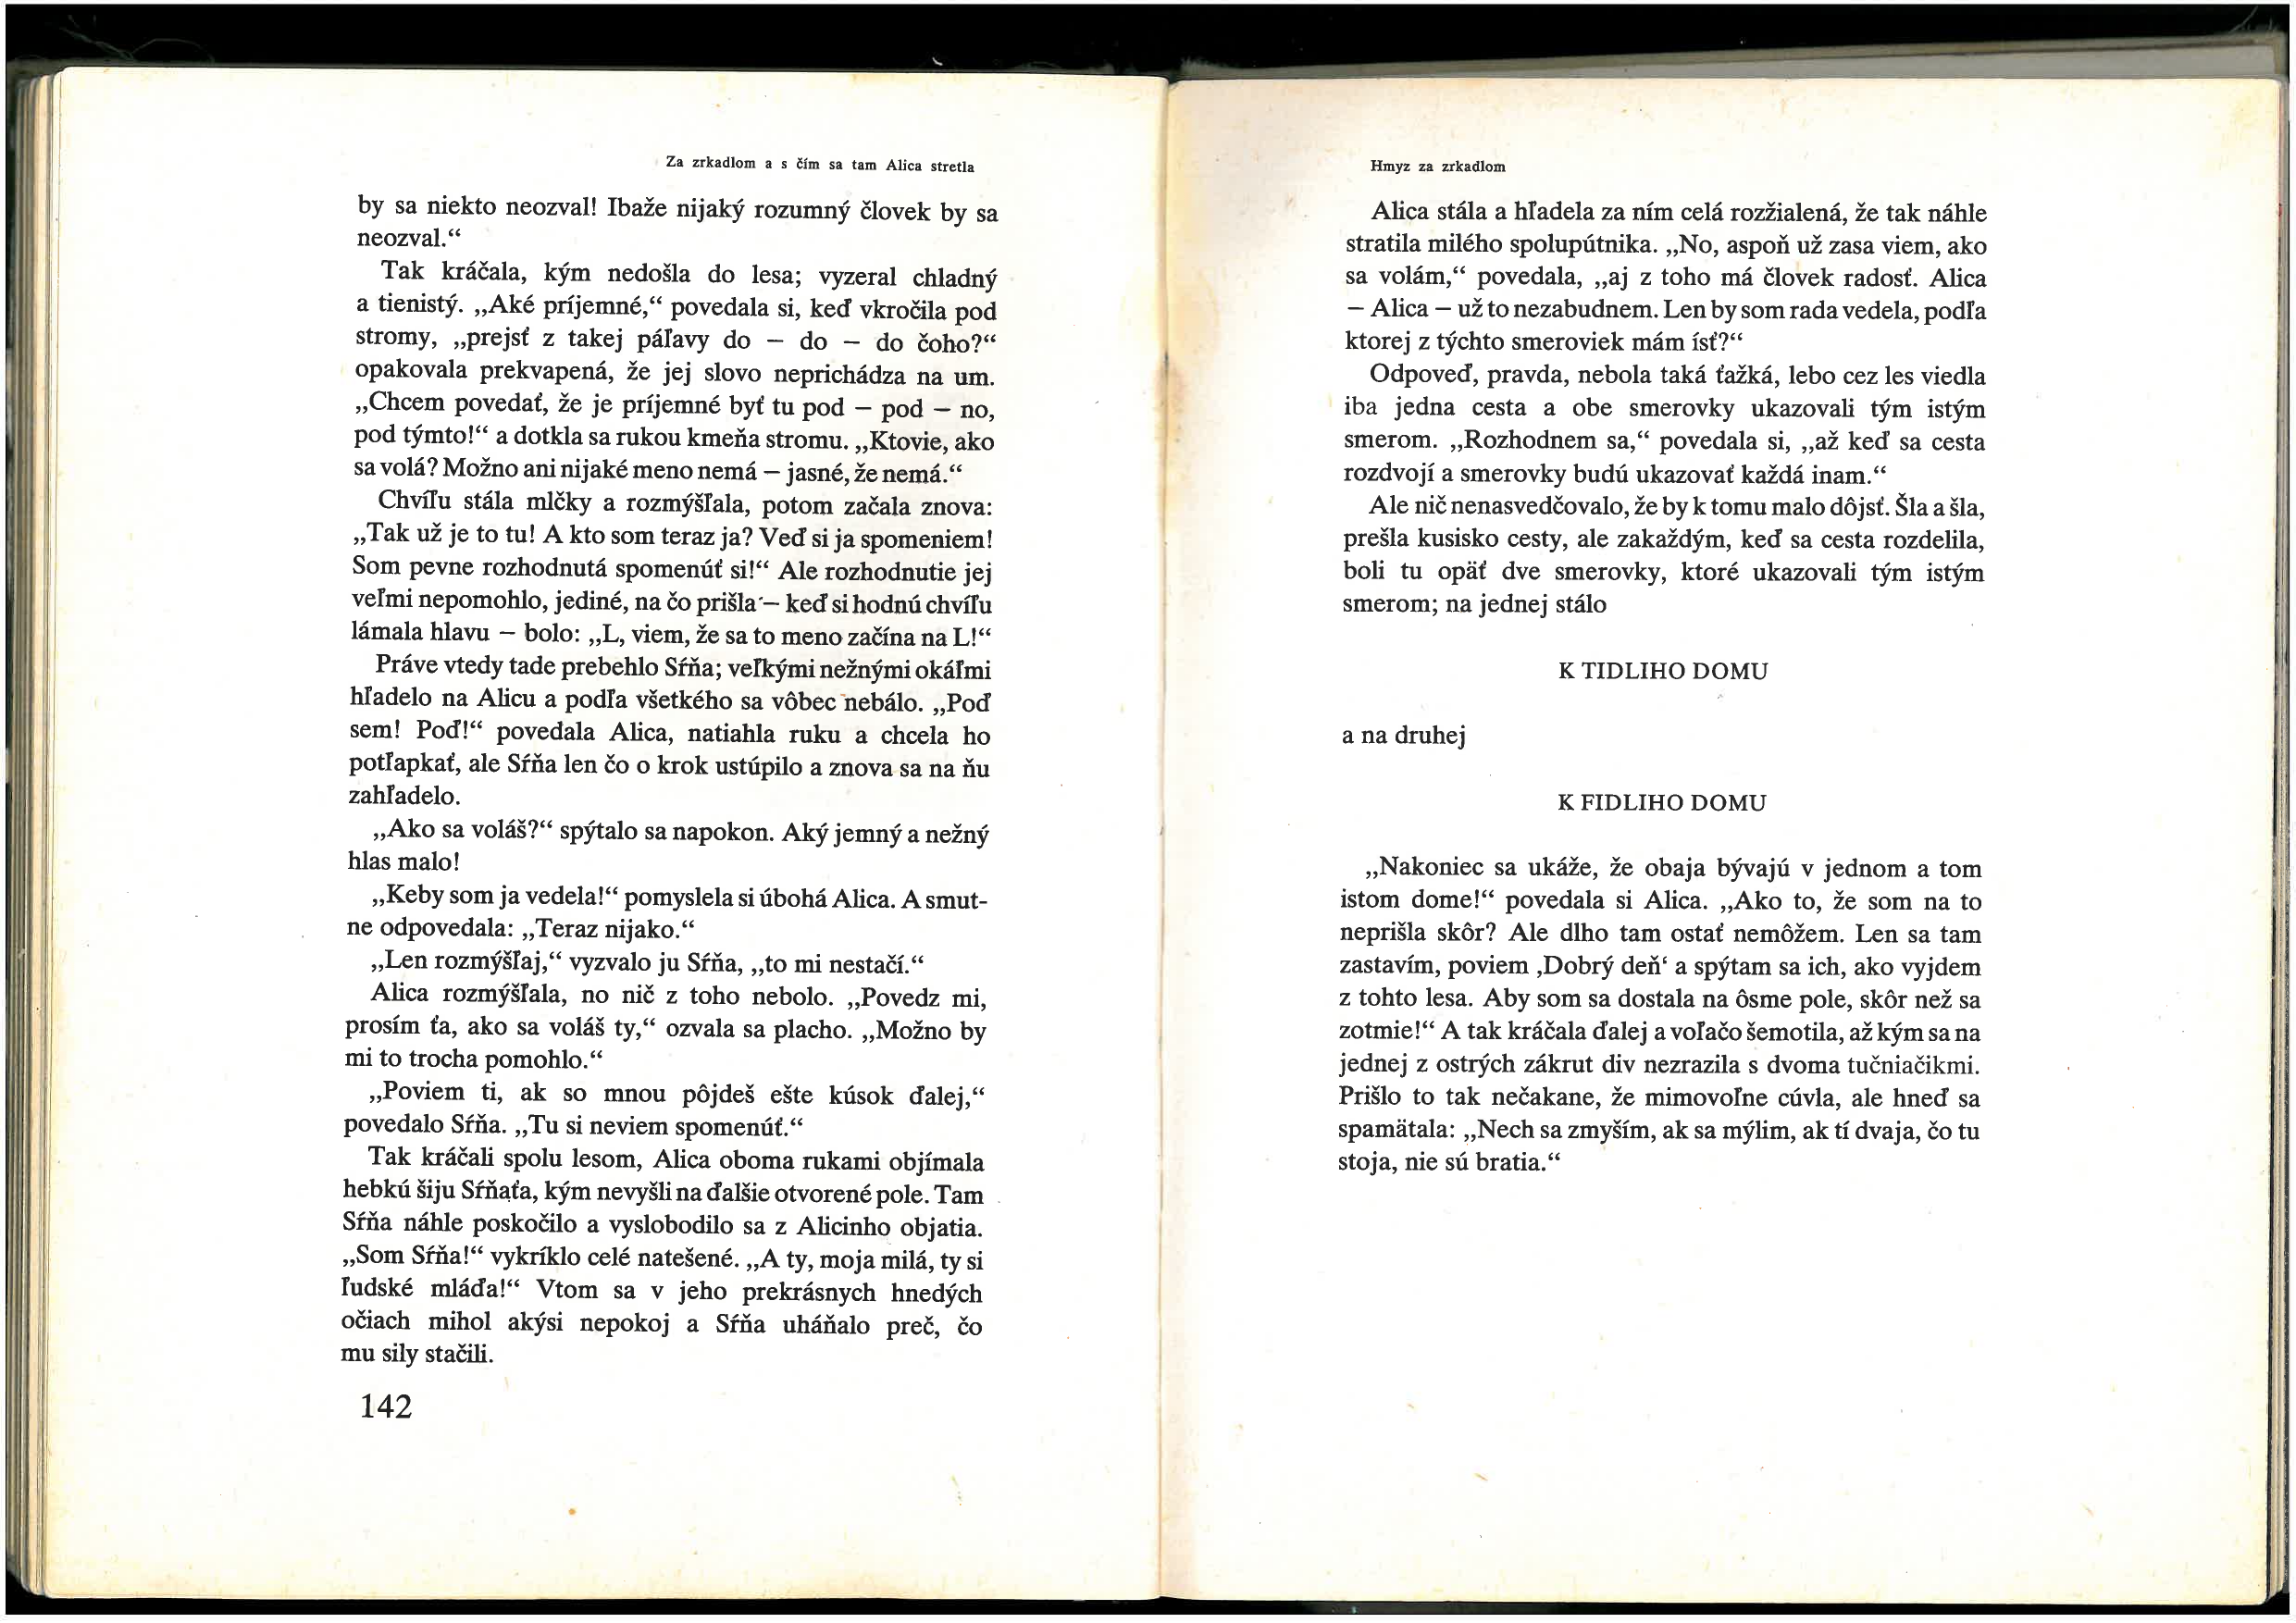 Za zrkadlom a s čím sa tam Alica stretla
by sa niekto neozval! Ibaže nijaký rozumný človek by sa
neozval.“
Tak kráčala, kým nedošla do lesa; vyzeral chladný
a tienistý. „Aké príjemné,“ povedala si, keď vkročila pod
stromy, „prejsť z takej páľavy do — do — do čoho?“
opakovala prekvapená, že jej slovo neprichádza na um.
„Chcem povedať, že je príjemné byť tu pod — pod — no,
pod týmto!“ a dotkla sa rukou kmeňa stromu. „Ktovie, ako
sa volá? Možno ani nijaké meno nemá — jasné, že nemá.“
Chvíľu stála mlčky a rozmýšľala, potom začala znova:
„Tak už je to tu! A kto som teraz ja? Veď si ja spomeniem!
Som pevne rozhodnutá spomenúť si!“ Ale rozhodnutie jej
veľmi nepomohlo, jediné, na čo prišla — keď si hodnú chvíľu
lámala hlavu — bolo: „L, viem, že sa to meno začína na L!“
Práve vtedy tade prebehlo Sŕňa; veľkými nežnými okáľmi
hľadelo na Alicu a podľa všetkého sa vôbec nebálo. „Poď
sem! Poď!“ povedala Alica, natiahla ruku a chcela ho
potľapkať, ale Sŕňa len čo o krok ustúpilo a znova sa na ňu
zahľadelo.
„Ako sa voláš?“ spýtalo sa napokon. Aký jemný a nežný
hlas malo!
„Keby som ja vedela!“ pomyslela si úbohá Alica. A smut-
ne odpovedala: „Teraz nijako.“
„Len rozmýšľaj,“ vyzvalo ju Sŕňa, „to mi nestačí.“
Alica rozmýšľala, no nič z toho nebolo. „Povedz mi,
prosím ťa, ako sa voláš ty,“ ozvala sa placho. „Možno by
mi to trocha pomohlo.“
„Poviem ti, ak so mnou pôjdeš ešte kúsok ďalej,“
povedalo Sŕňa. „Tu si neviem spomenúť.“
Tak kráčali spolu lesom, Alica oboma rukami objímala
hebkú šiju Sŕňaťa, kým nevyšli na ďalšie otvorené pole. Tam
Sŕňa náhle poskočilo a vyslobodilo sa z Alicinho objatia.
„Som Sŕňa!“ vykríklo celé natešené. „A ty, moja milá, ty si
ľudské mláďa!“ Vtom sa v jeho prekrásnych hnedých
očiach mihol akýsi nepokoj a Sŕňa uháňalo preč, čo
mu sily stačili.
142
Hmyz za zrkadlom
Alica stála a hľadela za ním celá rozžialená, že tak náhle
stratila milého spolupútnika. „No, aspoň už zasa viem, ako
sa volám,“ povedala, „aj z toho má človek radosť. Alica
— Alica — už to nezabudnem. Len by som rada vedela, podľa
ktorej z týchto smeroviek mám ísť?“
Odpoveď, pravda, nebola taká ťažká, lebo cez les viedla
iba jedna cesta a obe smerovky ukazovali tým istým
smerom. „Rozhodnem sa,“ povedala si, „až keď sa cesta
rozdvojí a smerovky budú ukazovať každá inam.“
Ale nič nenasvedčovalo, že by k tomu malo dôjsť. Šla a šla,
prešla kusisko cesty, ale zakaždým, keď sa cesta rozdelila,
boli tu opäť dve smerovky, ktoré ukazovali tým istým
smerom; na jednej stálo
K TIDLIHO DOMU
a na druhej
K FIDLIHO DOMU
„Nakoniec sa ukáže, že obaja bývajú v jednom a tom
istom dome!“ povedala si Alica. „Ako to, že som na to
neprišla skôr? Ale dlho tam ostať nemôžem. Len sa tam
zastavím, poviem ‚Dobrý deň‘ a spýtam sa ich, ako vyjdem
z tohto lesa. Aby som sa dostala na ôsme pole, skôr než sa
zotmie!“ A tak kráčala ďalej a voľačo šemotila, až kým sa na
jednej z ostrých zákrut div nezrazila s dvoma tučniačikmi.
Prišlo to tak nečakane, že mimovoľne cúvla, ale hneď sa
spamätala: „Nech sa zmyším, ak sa mýlim, ak tí dvaja, čo tu
stoja, nie sú bratia.“